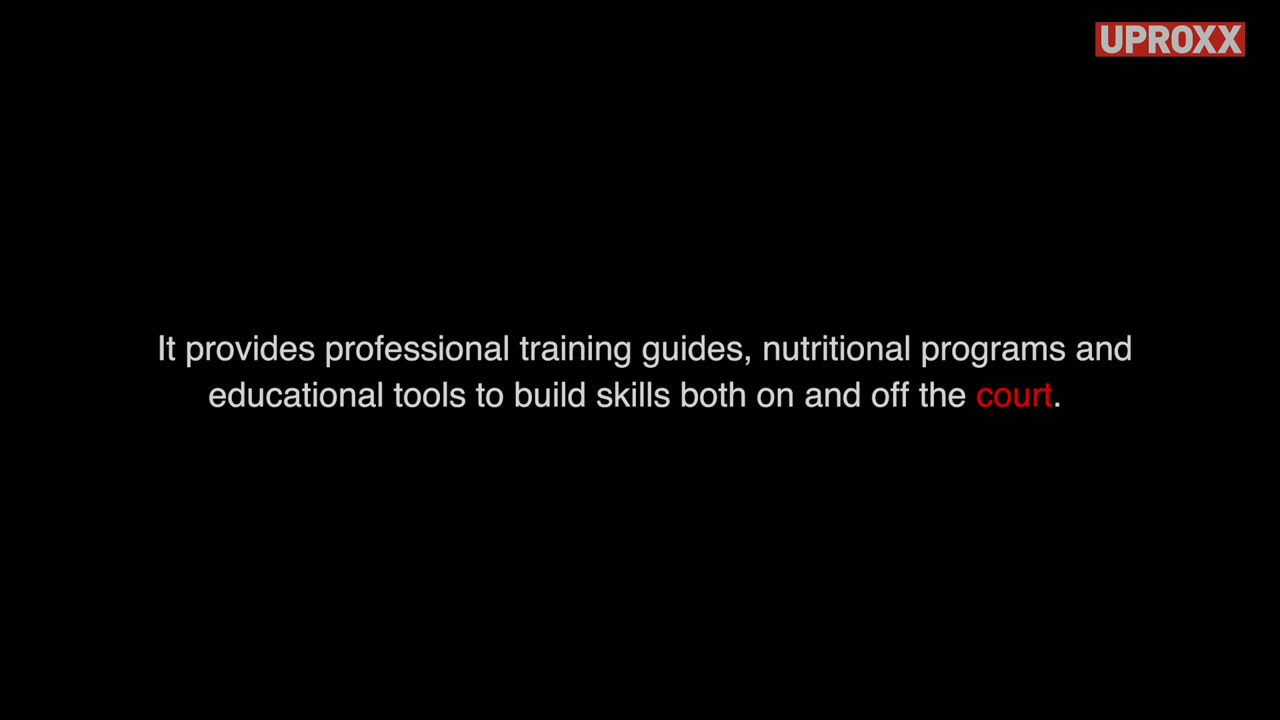 UPROXX
It provides professional training guides, nutritional programs and
educational tools to build skills both on and off the court.